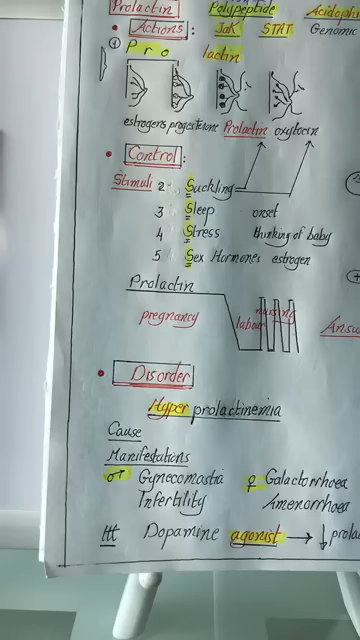 Prolactin Polypeptide
Actions: JaK STAT Genomic
1 Pro lactin
estrogens progesterone Prolactin oxytocin
Control:
Stimuli 2 Suckling
3 Sleep onset
4 Stress thinking of baby
5 Sex Hormones estrogen
Prolactin
pregnancy labour nursing
Disorder
Hyper prolactinemia
Cause
Manifestations
♂ Gynecomastia ♀ Galactorrhoea
Infertility Amenorrhoea
ttt Dopamine agonist → ↓